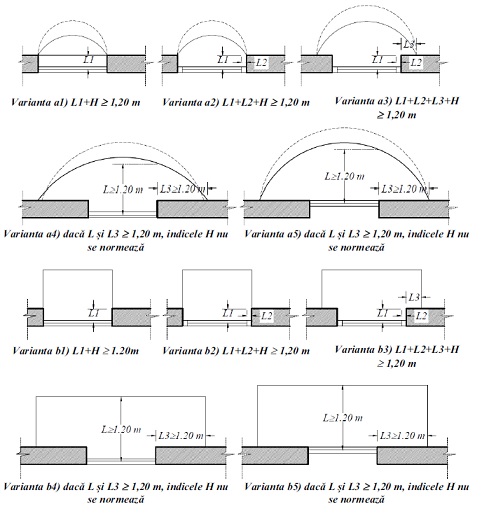 L1
L1
L2
L3
L1
L2
Varianta a1) L1+H ≥ 1,20 m
Varianta a2) L1+L2+H ≥ 1,20 m
Varianta a3) L1+L2+L3+H
≥ 1,20 m
L≥1.20 m
L3≥1.20 m
L≥1.20 m
L3≥1.20 m
Varianta a4) dacă L și L3 ≥ 1,20 m, indicele H nu
se normează
Varianta a5) dacă L și L3 ≥ 1,20 m, indicele H nu
se normează
L1
L1
L2
L3
L1
L2
Varianta b1) L1+H ≥ 1.20m
Varianta b2) L1+L2+H ≥ 1,20 m
Varianta b3) L1+L2+L3+H
≥ 1,20 m
L≥1.20 m
L3≥1.20 m
L≥1.20 m
L3≥1.20 m
Varianta b4) dacă L și L3 ≥ 1,20 m, indicele H nu
se normează
Varianta b5) dacă L și L3 ≥ 1,20 m, indicele H nu
se normează